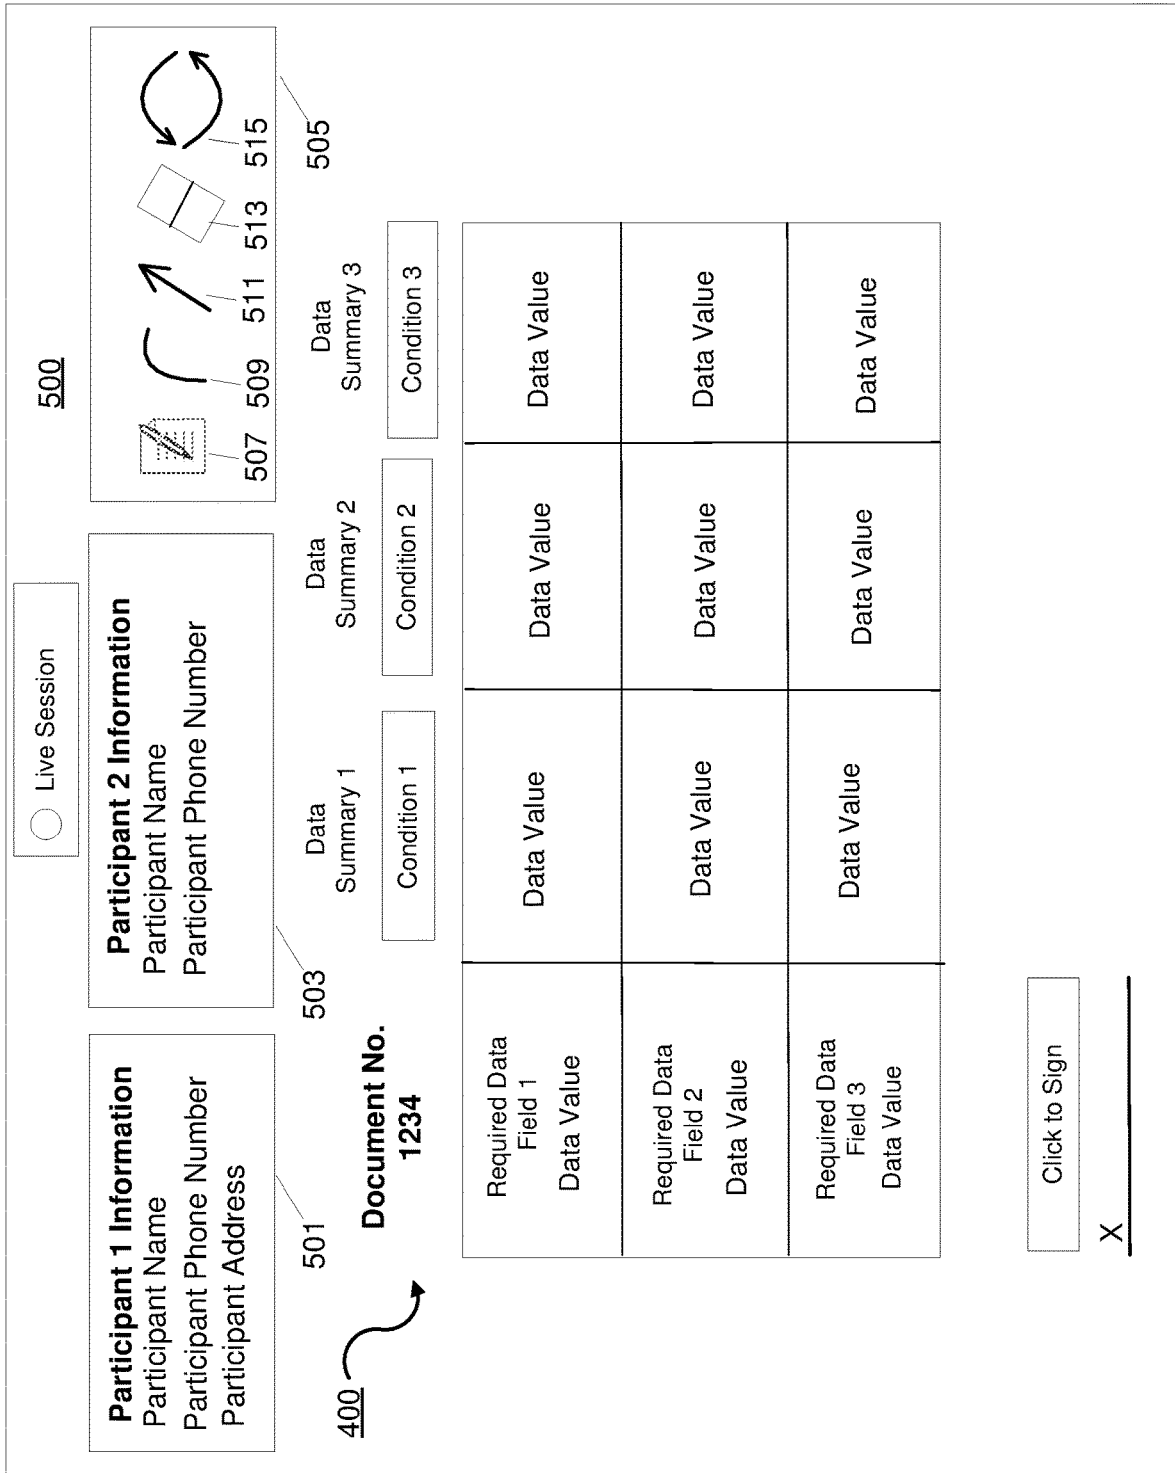 500
Live Session
Participant 1 Information
Participant Name
Participant Phone Number
Participant Address
501
Participant 2 Information
Participant Name
Participant Phone Number
503
507
509
511
513
515
505
400
Document No.
1234
Data
Summary 1
Data
Summary 2
Data
Summary 3
Condition 1
Condition 2
Condition 3
Required Data
Field 1
Data Value
Data Value
Data Value
Data Value
Required Data
Field 2
Data Value
Data Value
Data Value
Data Value
Required Data
Field 3
Data Value
Data Value
Data Value
Data Value
Click to Sign
X